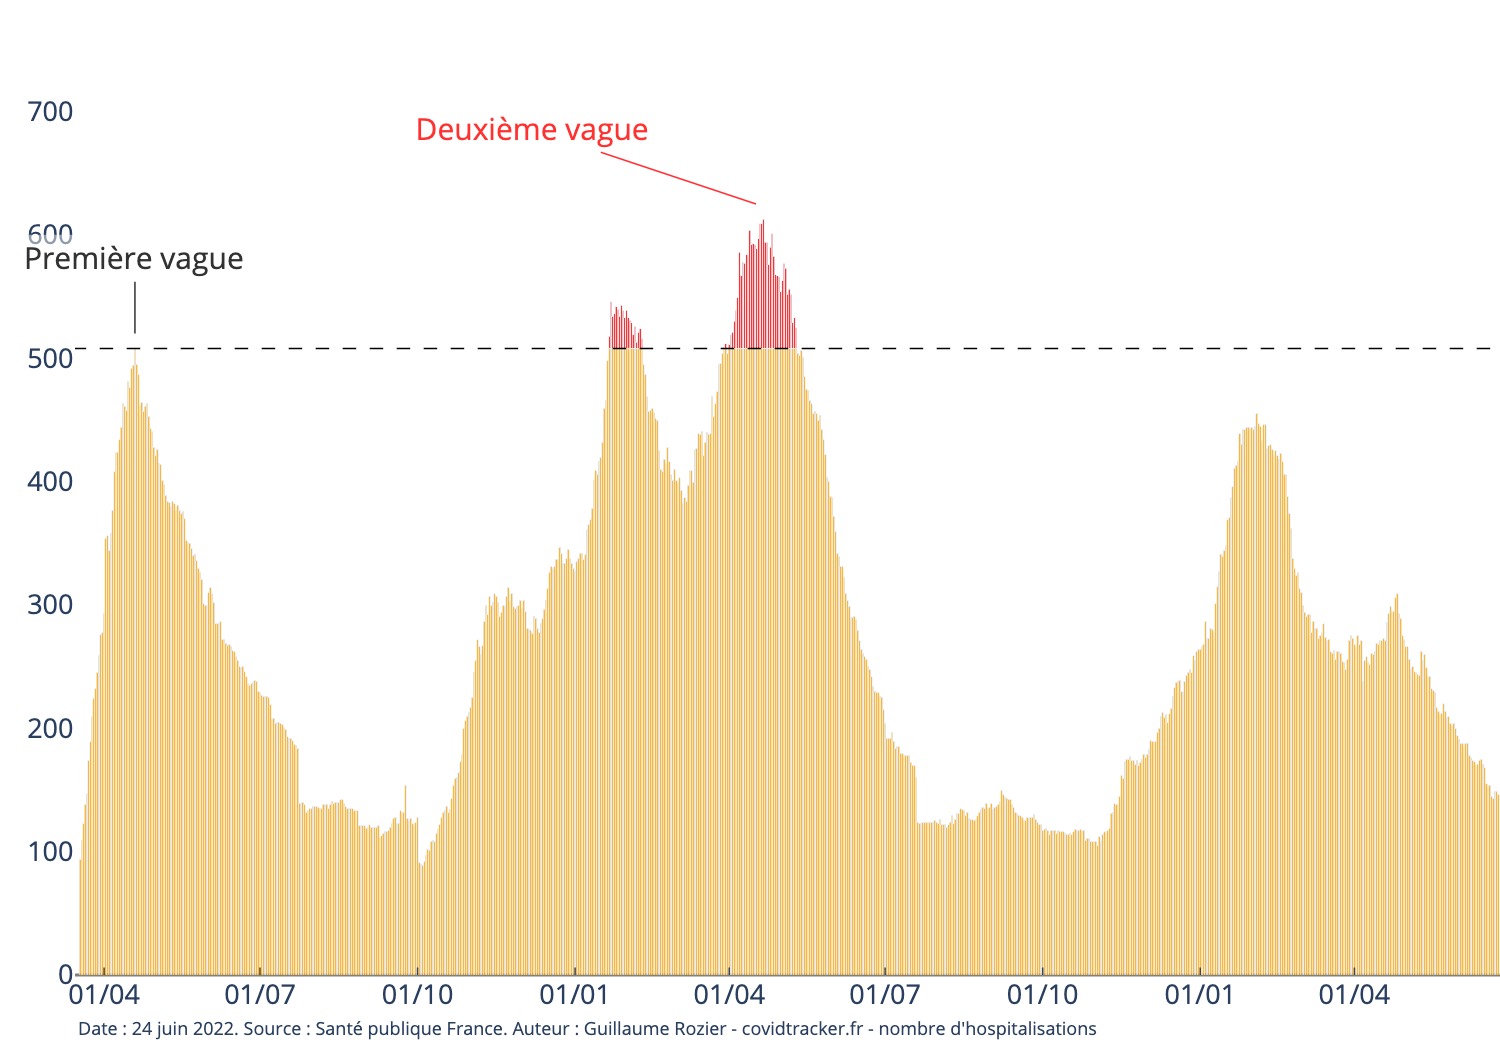 700
Deuxième vague
600
Première vague
500
400
300
200
100
0
01/04 01/07 01/10 01/01 01/04 01/07 01/10 01/01 01/04
Date : 24 juin 2022. Source : Santé publique France. Auteur : Guillaume Rozier - covidtracker.fr - nombre d'hospitalisations